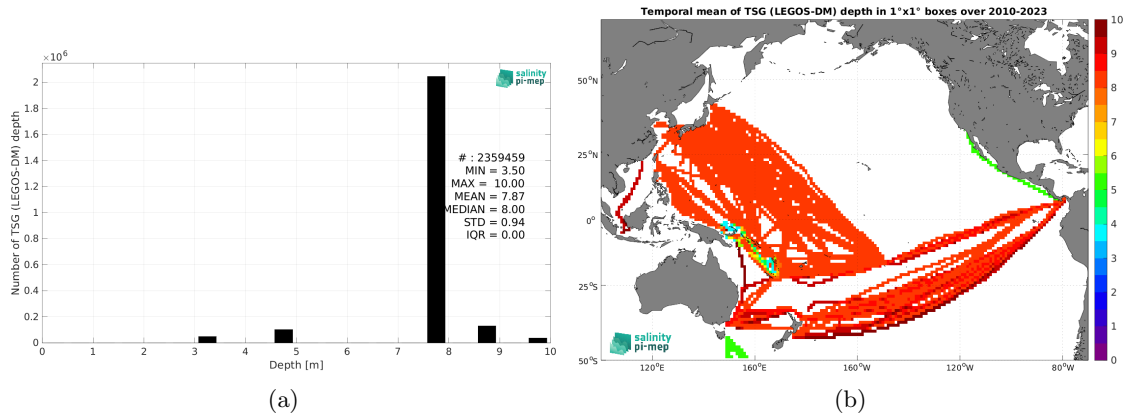 ×10⁶
2
1.8
1.6
1.4
1.2
1
0.8
0.6
0.4
0.2
0
Number of TSG (LEGOS-DM) depth
salinity
pi-mep
# : 2359459
MIN = 3.50
MAX = 10.00
MEAN = 7.87
MEDIAN = 8.00
STD = 0.94
IQR = 0.00
0 1 2 3 4 5 6 7 8 9 10
Depth [m]
(a)
Temporal mean of TSG (LEGOS-DM) depth in 1°x1° boxes over 2010-2023
50°N
25°N
0°
25°S
50°S
salinity
pi-mep
120°E 160°E 160°W 120°W 80°W
10
9
8
7
6
5
4
3
2
1
0
(b)